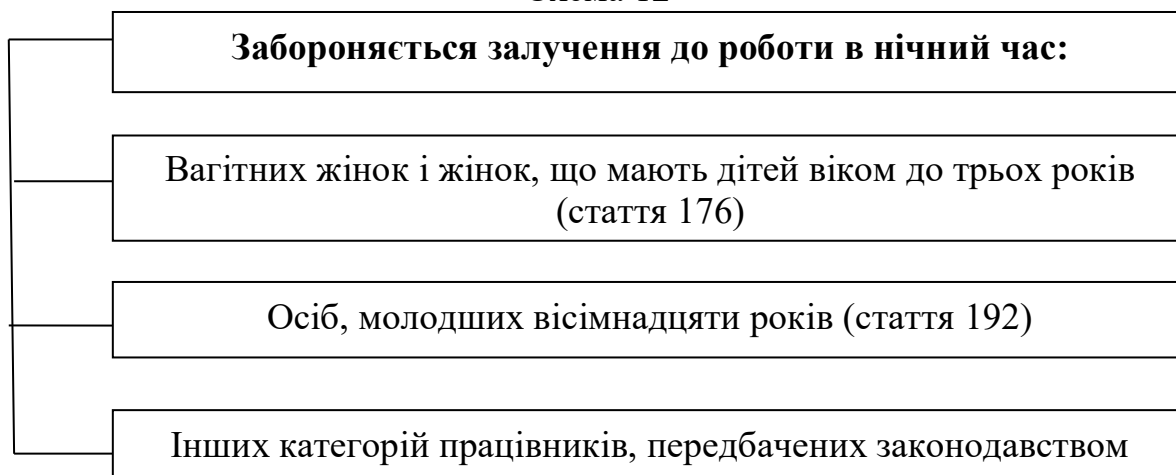 Забороняється залучення до роботи в нічний час:
Вагітних жінок і жінок, що мають дітей віком до трьох років
(стаття 176)
Осіб, молодших вісімнадцяти років (стаття 192)
Інших категорій працівників, передбачених законодавством